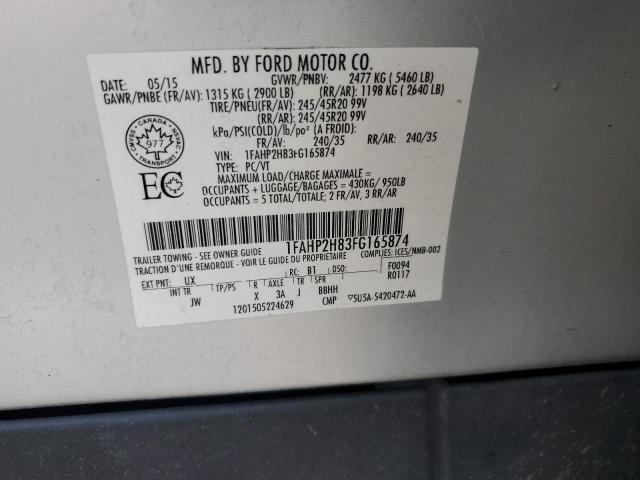 MFD. BY FORD MOTOR CO.
DATE: 05/15 GVWR/PNBV: 2477 KG ( 5460 LB)
GAWR/PNBE (FR/AV): 1315 KG ( 2900 LB) (RR/AR): 1198 KG ( 2640 LB)
TIRE/PNEU(FR/AV): 245/45R20 99V
(RR/AR): 245/45R20 99V
kPa/PSI(COLD)/lb/po² (A FROID):
FR/AV: 240/35 RR/AR: 240/35
VIN: 1FAHP2H83FG165874
TYPE: PC/VT
MAXIMUM LOAD/CHARGE MAXIMALE =
OCCUPANTS + LUGGAGE/BAGAGES = 430KG/ 950LB
OCCUPANTS = 5 TOTAL/TOTALE; 2 FR/AV, 3 RR/AR
CMVSS NSVAC
977
TRANSPORT
EC
1FAHP2H83FG165874
TRAILER TOWING - SEE OWNER GUIDE COMPLIES: ICES/NMB-002
TRACTION D'UNE REMORQUE - VOIR GUIDE
EXT PNT: UX RC: B1 DSO: F0094
INT TR TP/PS R AXLE TR SPR R0117
JW X 3A J BBHH
1201505224629 CMP ▽5U5A-5420472-AA